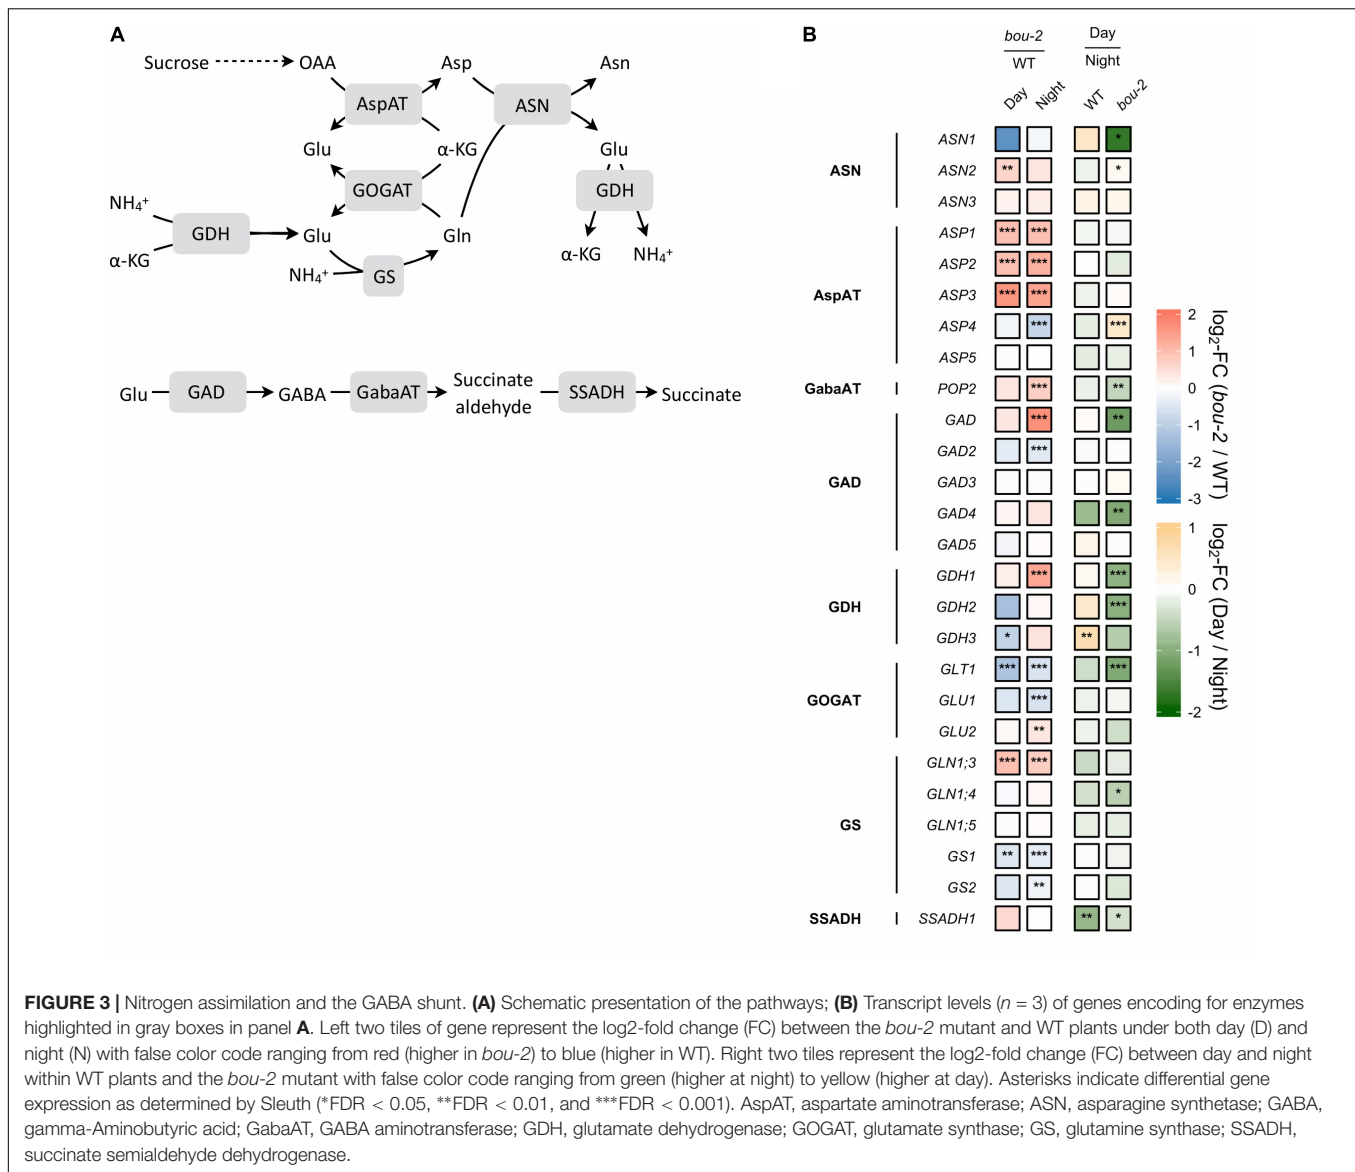 A
Sucrose
OAA
Asp
Asn
AspAT
ASN
Glu
α-KG
Glu
GOGAT
GDH
NH₄⁺
GDH
α-KG
Glu
Gln
α-KG
NH₄⁺
NH₄⁺
GS
Glu
GAD
GABA
GabaAT
Succinate
aldehyde
SSADH
Succinate
B
bou-2
WT
Day
Night
Day
Night
WT
bou-2
ASN
ASN1 *
ASN2 ** *
ASN3
AspAT
ASP1 *** ***
ASP2 *** ***
ASP3 *** ***
ASP4 *** ***
ASP5
GabaAT
POP2 *** **
GAD
GAD *** **
GAD2 ***
GAD3
GAD4 **
GAD5
GDH
GDH1 *** ***
GDH2 ***
GDH3 * **
GOGAT
GLT1 *** *** ***
GLU1 ***
GLU2 **
GS
GLN1;3 *** ***
GLN1;4 *
GLN1;5
GS1 ** ***
GS2 **
SSADH
SSADH1 ** *
2
1
0
-1
-2
-3
log₂-FC (bou-2 / WT)
1
0
-1
-2
log₂-FC (Day / Night)
FIGURE 3 | Nitrogen assimilation and the GABA shunt. (A) Schematic presentation of the pathways; (B) Transcript levels (n = 3) of genes encoding for enzymes
highlighted in gray boxes in panel A. Left two tiles of gene represent the log2-fold change (FC) between the bou-2 mutant and WT plants under both day (D) and
night (N) with false color code ranging from red (higher in bou-2) to blue (higher in WT). Right two tiles represent the log2-fold change (FC) between day and night
within WT plants and the bou-2 mutant with false color code ranging from green (higher at night) to yellow (higher at day). Asterisks indicate differential gene
expression as determined by Sleuth (*FDR < 0.05, **FDR < 0.01, and ***FDR < 0.001). AspAT, aspartate aminotransferase; ASN, asparagine synthetase; GABA,
gamma-Aminobutyric acid; GabaAT, GABA aminotransferase; GDH, glutamate dehydrogenase; GOGAT, glutamate synthase; GS, glutamine synthase; SSADH,
succinate semialdehyde dehydrogenase.